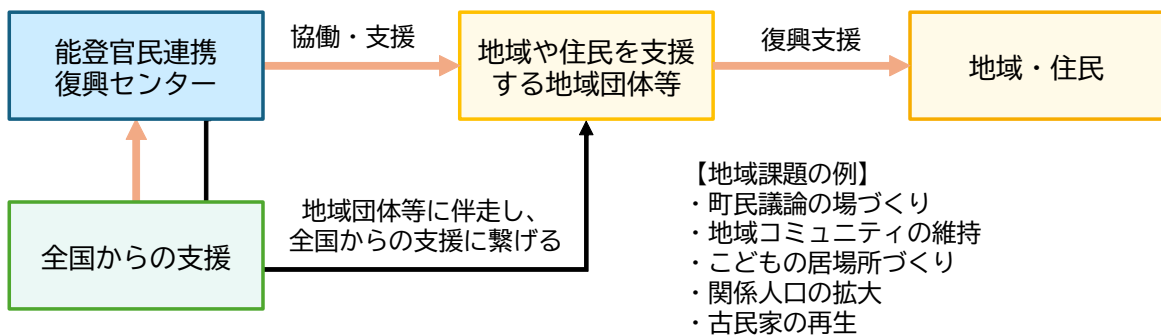 能登官民連携
復興センター
協働・支援
地域や住民を支援
する地域団体等
復興支援
地域・住民
全国からの支援
地域団体等に伴走し、
全国からの支援に繋げる
【地域課題の例】
・町民議論の場づくり
・地域コミュニティの維持
・こどもの居場所づくり
・関係人口の拡大
・古民家の再生